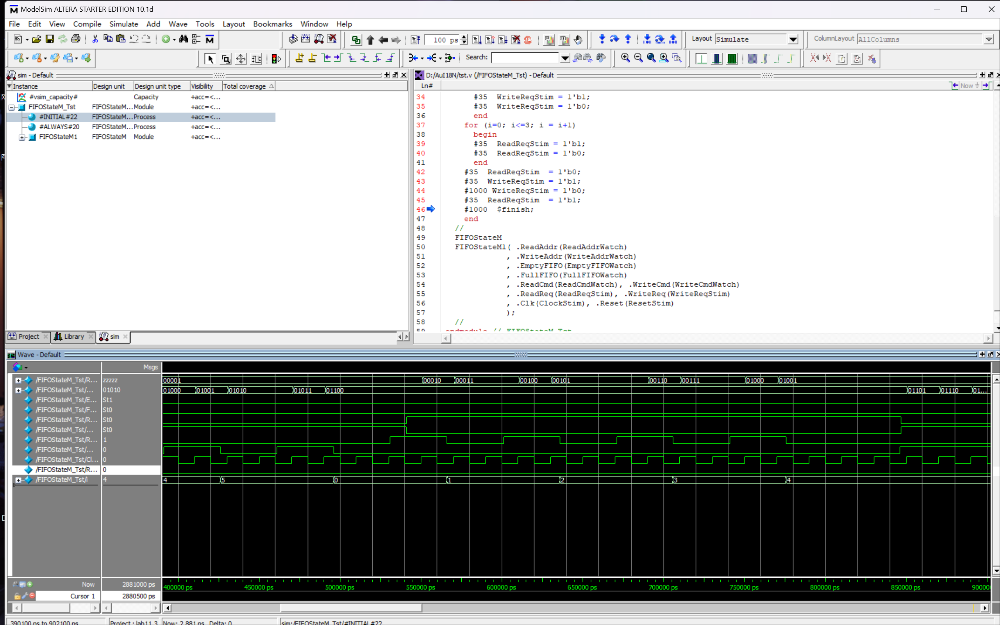 ModelSim ALTERA STARTER EDITION 10.1d
File Edit View Compile Simulate Add Wave Tools Layout Bookmarks Window Help
100 ps Layout Simulate ColumnLayout AllColumns
Search:
sim - Default
Instance Design unit Design unit type Visibility Total coverage
#vsim_capacity# Capacity +acc=<...
FIFOStateM_Tst FIFOStateM... Module +acc=<...
#INITIAL#22 FIFOStateM... Process +acc=<...
#ALWAYS#20 FIFOStateM... Process +acc=<...
FIFOStateM1 FIFOStateM Module +acc=<...
Project Library sim
D:/AuI18N/tst.v (/FIFOStateM_Tst) - Default
Ln# Now
34 #35 WriteReqStim = 1'b1;
35 #35 WriteReqStim = 1'b0;
36 end
37 for (i=0; i<=3; i = i+1)
38 begin
39 #35 ReadReqStim = 1'b1;
40 #35 ReadReqStim = 1'b0;
41 end
42 #35 ReadReqStim = 1'b0;
43 #35 WriteReqStim = 1'b1;
44 #1000 WriteReqStim = 1'b0;
45 #35 ReadReqStim = 1'b1;
46 #1000 $finish;
47 end
48 //
49 FIFOStateM
50 FIFOStateM1( .ReadAddr(ReadAddrWatch)
51 , .WriteAddr(WriteAddrWatch)
52 , .EmptyFIFO(EmptyFIFOWatch)
53 , .FullFIFO(FullFIFOWatch)
54 , .ReadCmd(ReadCmdWatch), .WriteCmd(WriteCmdWatch)
55 , .ReadReq(ReadReqStim), .WriteReq(WriteReqStim)
56 , .Clk(ClockStim), .Reset(ResetStim)
57 );
58 //
59 endmodule // FIFOStateM_Tst
Wave - Default
Msgs
/FIFOStateM_Tst/R... zzzzz 00001 00010 00011 00100 00101 00110 00111 01000 01001
/FIFOStateM_Tst/... 01010 01000 01001 01010 01011 01100 01101 01110 01...
/FIFOStateM_Tst/E... St1
/FIFOStateM_Tst/F... St0
/FIFOStateM_Tst/R... St0
/FIFOStateM_Tst/... St0
/FIFOStateM_Tst/R... 1
/FIFOStateM_Tst/... 0
/FIFOStateM_Tst/Cl... 0
/FIFOStateM_Tst/R... 0
/FIFOStateM_Tst/i 4 4 5 0 1 2 3 4
Now 2881000 ps 400000 ps 450000 ps 500000 ps 550000 ps 600000 ps 650000 ps 700000 ps 750000 ps 800000 ps 850000 ps 900000
Cursor 1 2880500 ps
390100 ps to 902100 ps Project : lab11_3 Now: 2,881 ns Delta: 0 sim:/FIFOStateM_Tst/#INITIAL#22